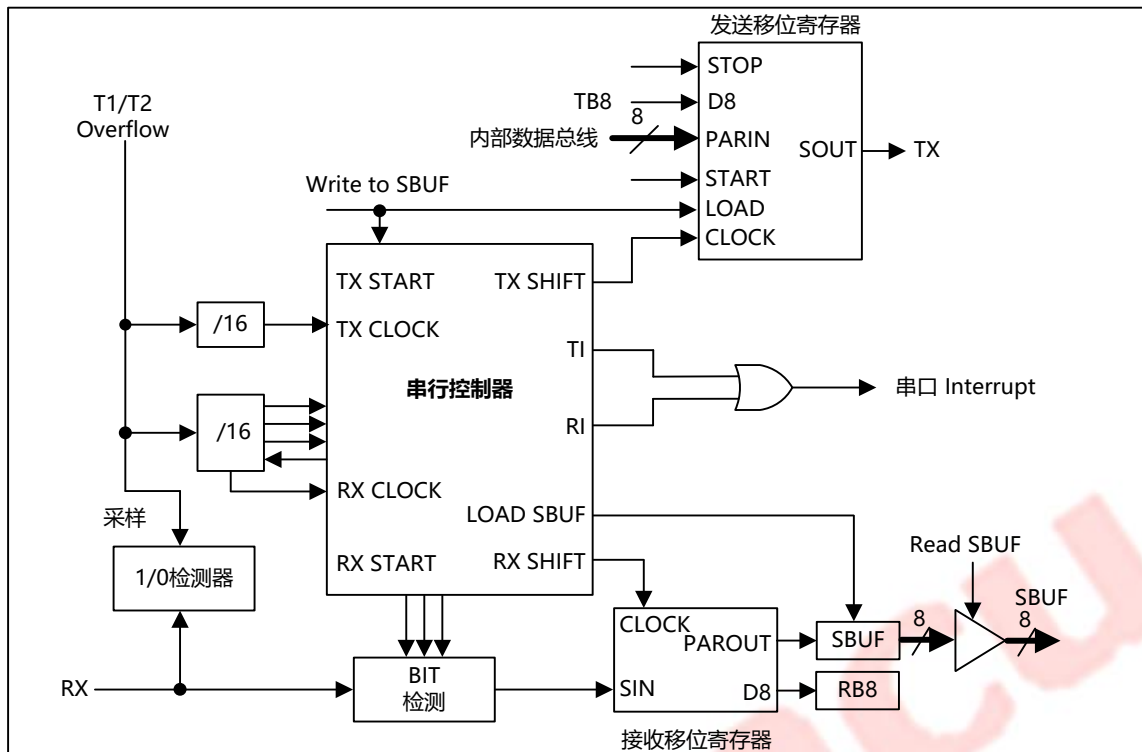 发送移位寄存器
STOP
T1/T2
Overflow
TB8
D8
8
内部数据总线
PARIN
SOUT
TX
START
Write to SBUF
LOAD
CLOCK
TX START
TX SHIFT
/16
TX CLOCK
TI
串行控制器
串口 Interrupt
/16
RI
RX CLOCK
采样
LOAD SBUF
Read SBUF
RX START
RX SHIFT
1/0检测器
SBUF
CLOCK
8
8
PAROUT
SBUF
BIT
检测
RX
SIN
D8
RB8
接收移位寄存器